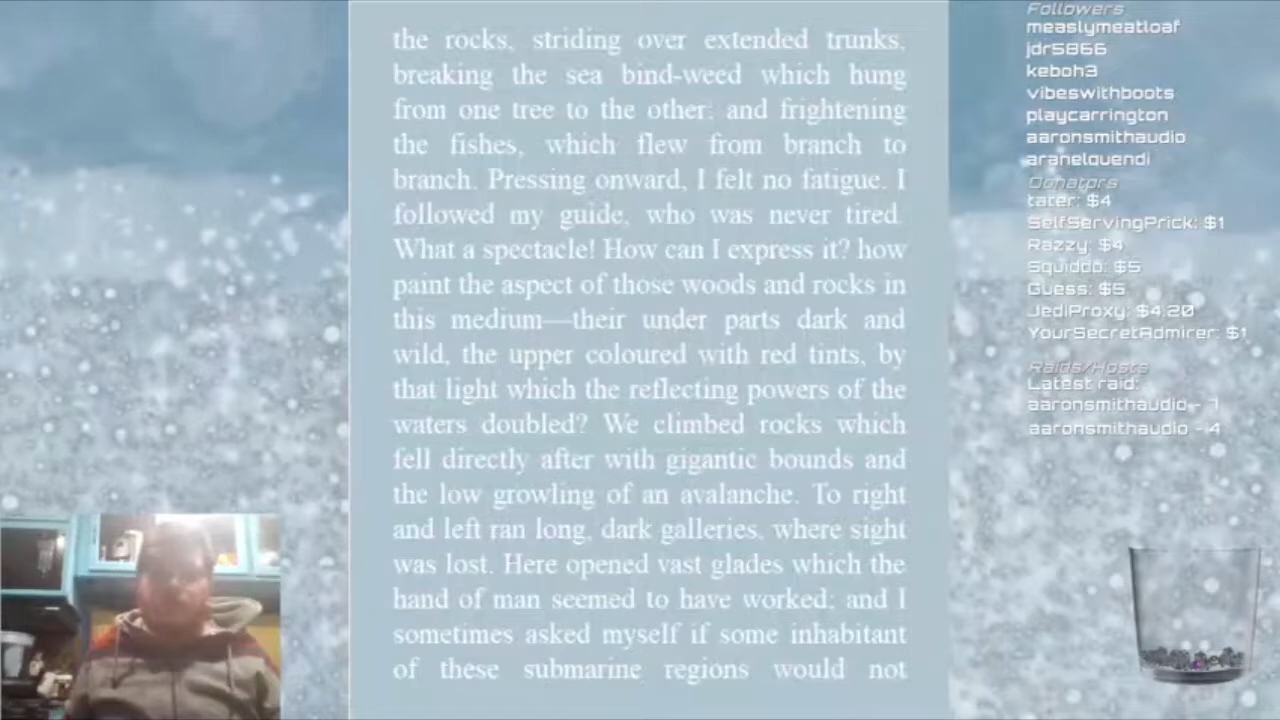 the rocks, striding over extended trunks,
breaking the sea bind-weed which hung
from one tree to the other; and frightening
the fishes, which flew from branch to
branch. Pressing onward, I felt no fatigue. I
followed my guide, who was never tired.
What a spectacle! How can I express it? how
paint the aspect of those woods and rocks in
this medium—their under parts dark and
wild, the upper coloured with red tints, by
that light which the reflecting powers of the
waters doubled? We climbed rocks which
fell directly after with gigantic bounds and
the low growling of an avalanche. To right
and left ran long, dark galleries, where sight
was lost. Here opened vast glades which the
hand of man seemed to have worked; and I
sometimes asked myself if some inhabitant
of these submarine regions would not
Followers
measlymeatloaf
jdr5866
keboh3
vibeswithboots
playcarrington
aaronsmithaudio
aranelquendi
Donators
tater: $4
SelfServingPrick: $1
Razzy: $4
Squiddo: $5
Guess: $5
JediProxy: $4.20
YourSecretAdmirer: $1
Raids/Hosts
Latest raid:
aaronsmithaudio - 7
aaronsmithaudio - 4